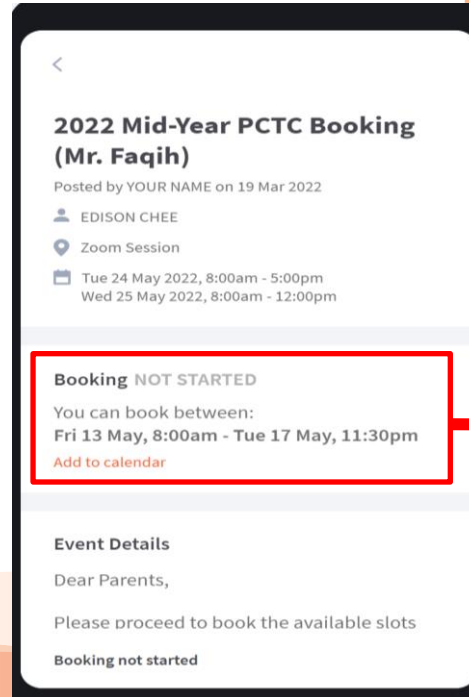 2022 Mid-Year PCTC Booking
(Mr. Faqih)
Posted by YOUR NAME on 19 Mar 2022
EDISON CHEE
Zoom Session
Tue 24 May 2022, 8:00am - 5:00pm
Wed 25 May 2022, 8:00am - 12:00pm
Booking NOT STARTED
You can book between:
Fri 13 May, 8:00am - Tue 17 May, 11:30pm
Add to calendar
Event Details
Dear Parents,
Please proceed to book the available slots
Booking not started